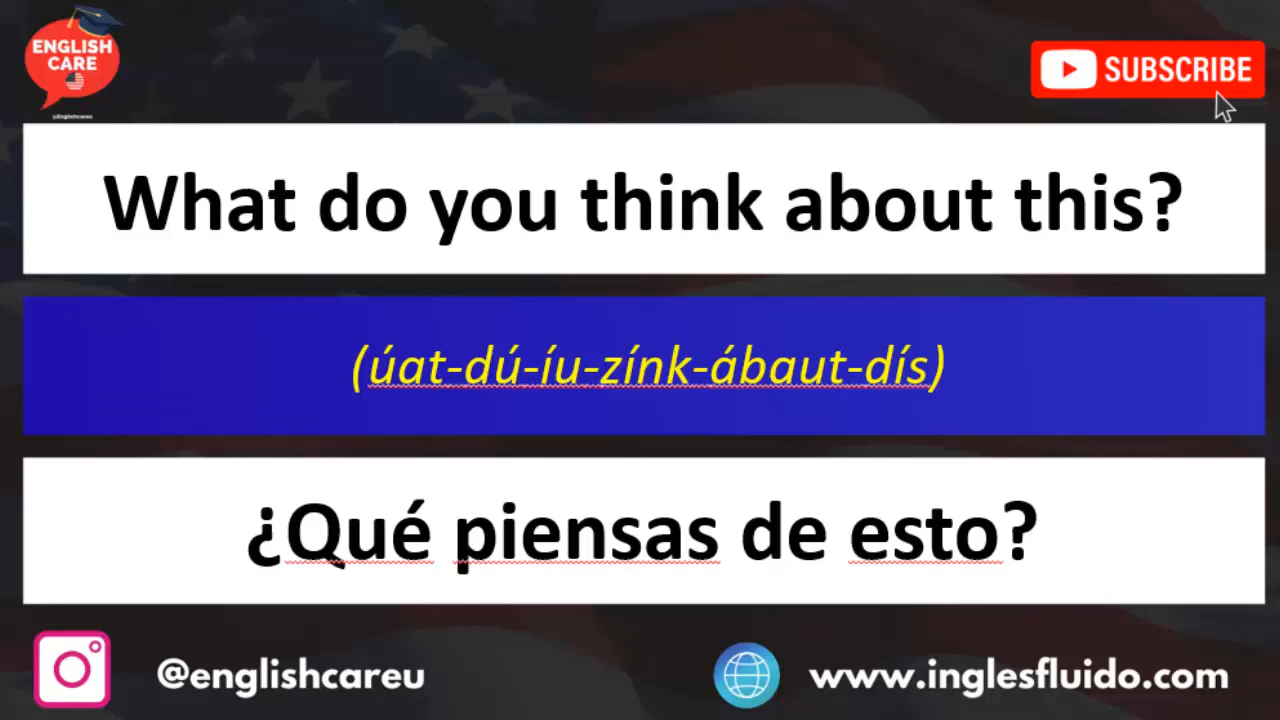 ENGLISH
CARE
@Englishcareu
SUBSCRIBE
What do you think about this?
(úat-dú-íu-zínk-ábaut-dís)
¿Qué piensas de esto?
@englishcareu
www.inglesfluido.com